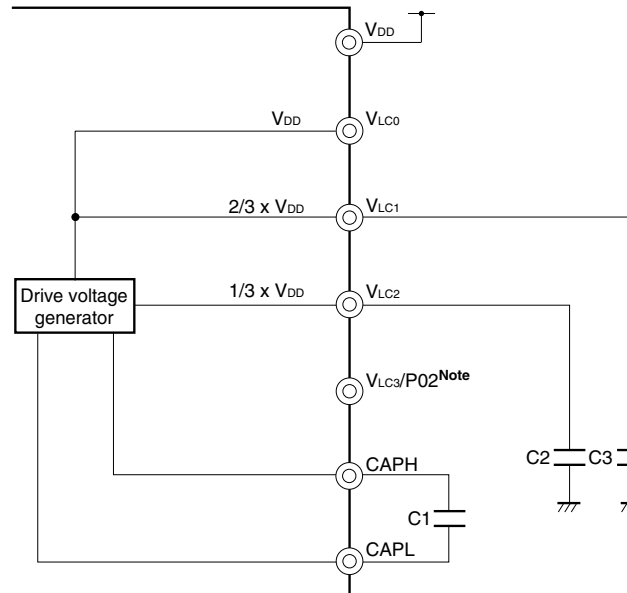 VDD
VDD VLC0
2/3 x VDD VLC1
1/3 x VDD VLC2
Drive voltage
generator
VLC3/P02Note
C2 C3
CAPH
C1
CAPL